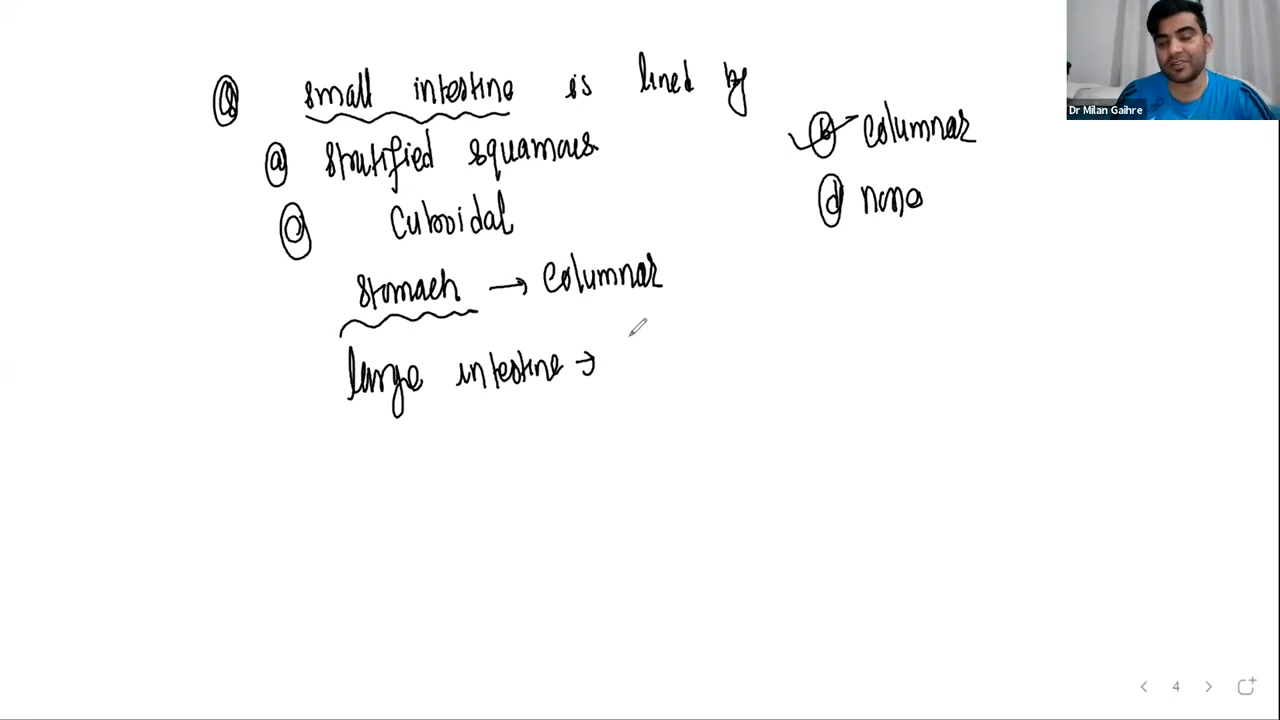 Q small intestine is lined by
a stratified squamous
b columnar
c cuboidal
d none
stomach → columnar
large intestine →
Dr Milan Gaihre
4